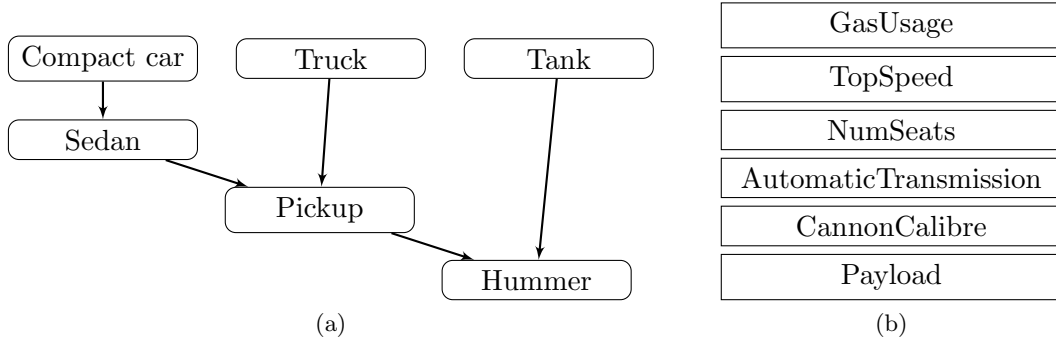 Compact car
Truck
Tank
Sedan
Pickup
Hummer
(a)
GasUsage
TopSpeed
NumSeats
AutomaticTransmission
CannonCalibre
Payload
(b)